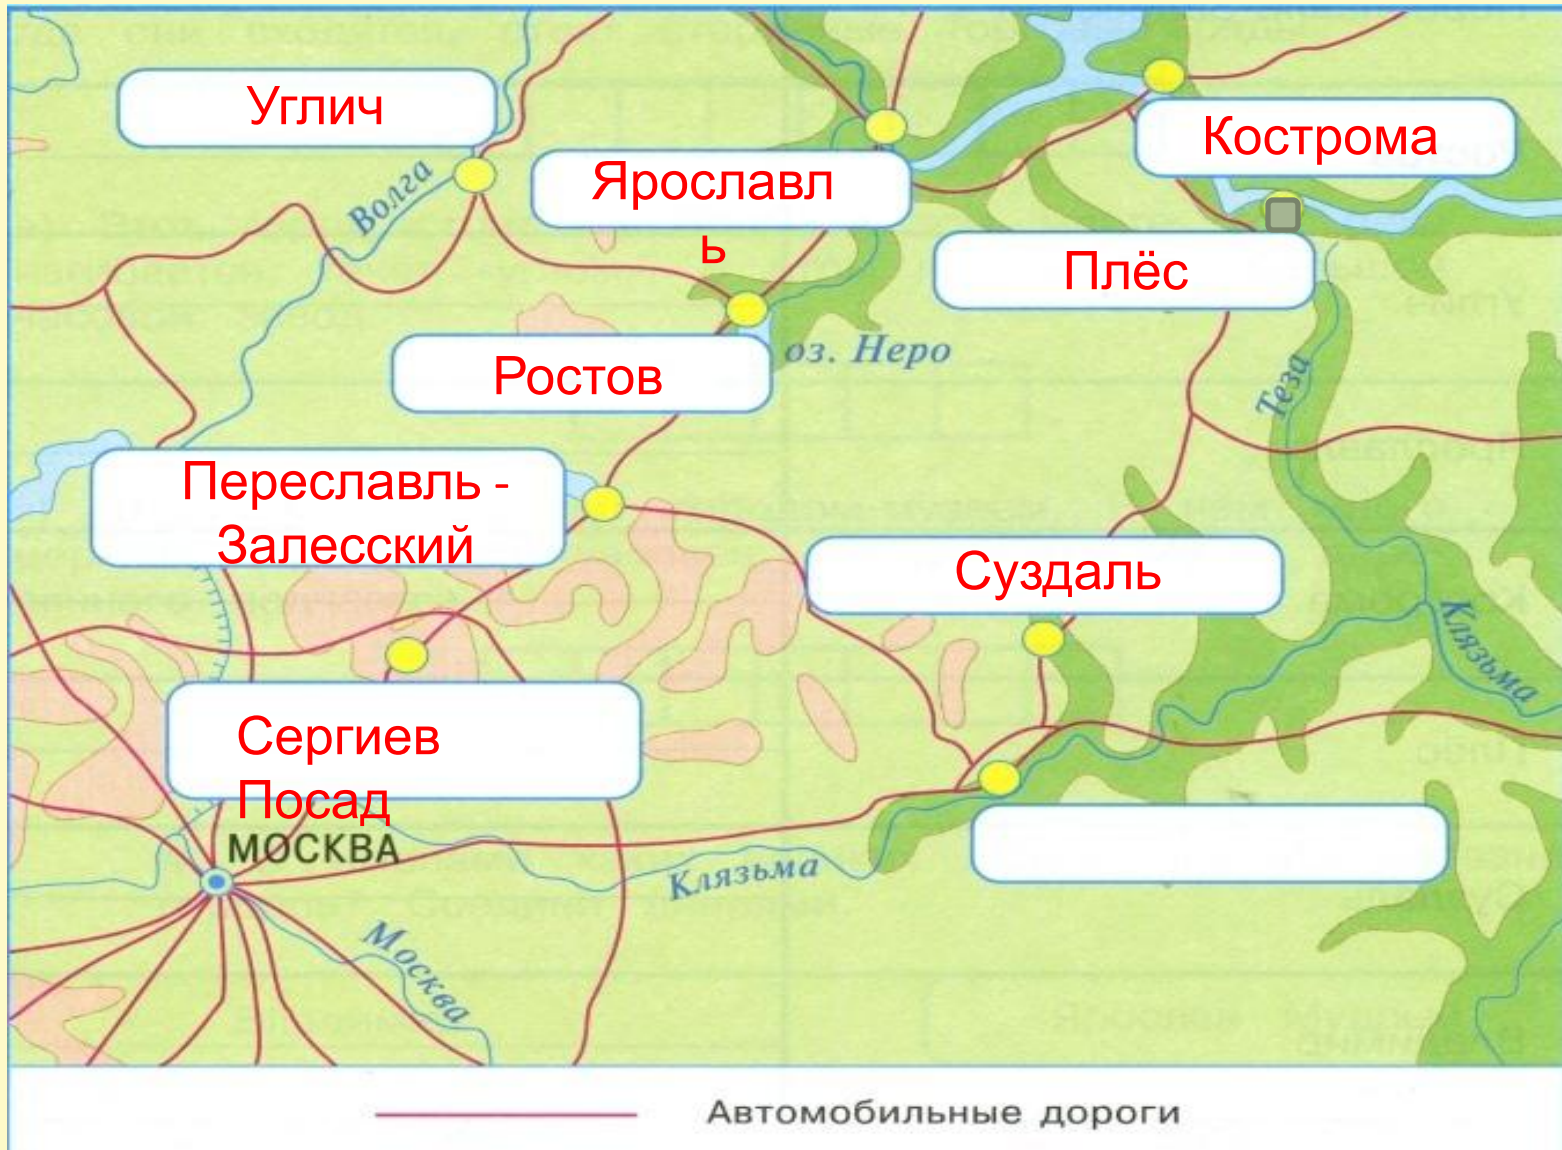 Углич
Кострома
Ярославл
ь
Волга
Плёс
Ростов
оз. Неро
Теза
Переславль -
Залесский
Суздаль
Клязьма
Сергиев
Посад
МОСКВА
Клязьма
Москва
Автомобильные дороги